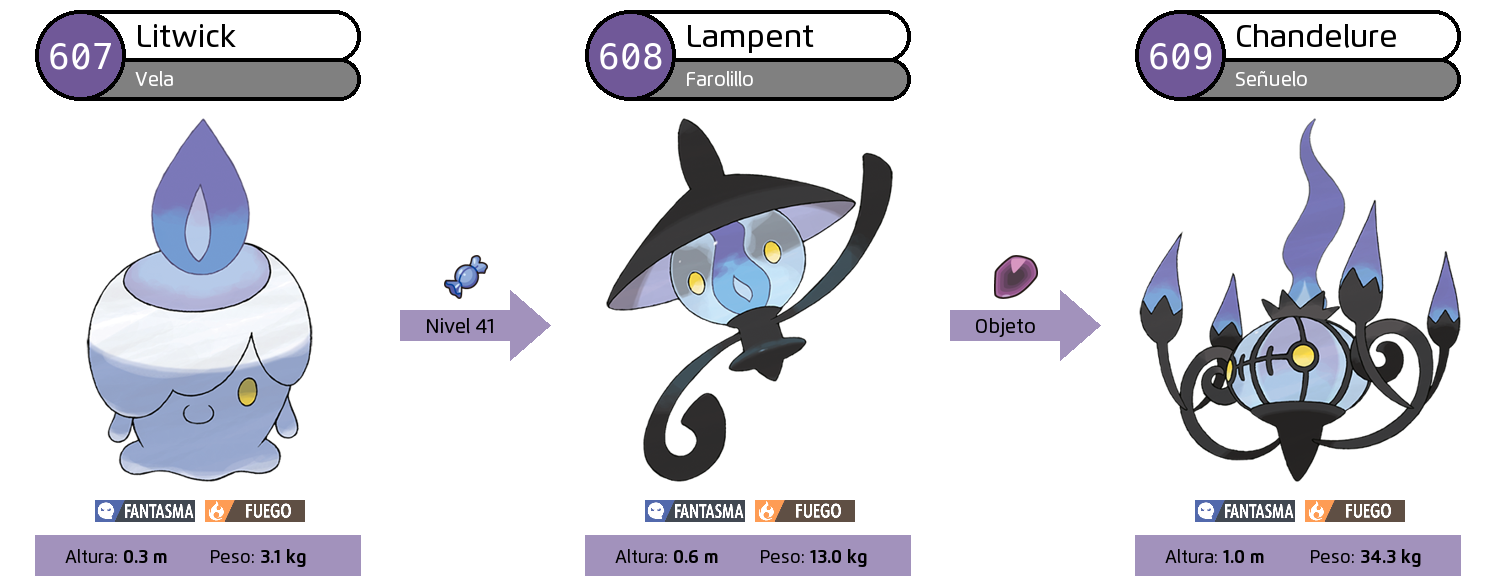 607 Litwick
Vela
608 Lampent
Farolillo
609 Chandelure
Señuelo
Nivel 41
Objeto
FANTASMA FUEGO
FANTASMA FUEGO
FANTASMA FUEGO
Altura: 0.3 m Peso: 3.1 kg
Altura: 0.6 m Peso: 13.0 kg
Altura: 1.0 m Peso: 34.3 kg